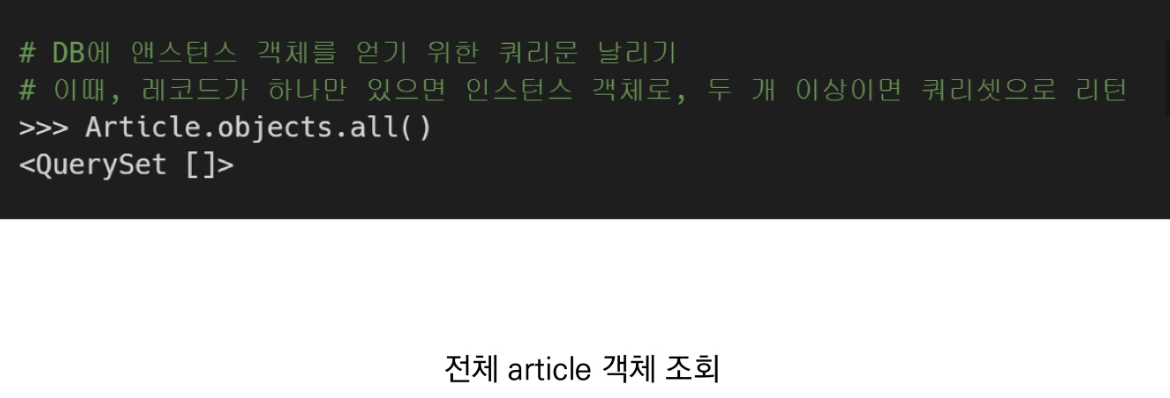 # DB에 앤스턴스 객체를 얻기 위한 쿼리문 날리기
# 이때, 레코드가 하나만 있으면 인스턴스 객체로, 두 개 이상이면 쿼리셋으로 리턴
>>> Article.objects.all()
<QuerySet []>
전체 article 객체 조회